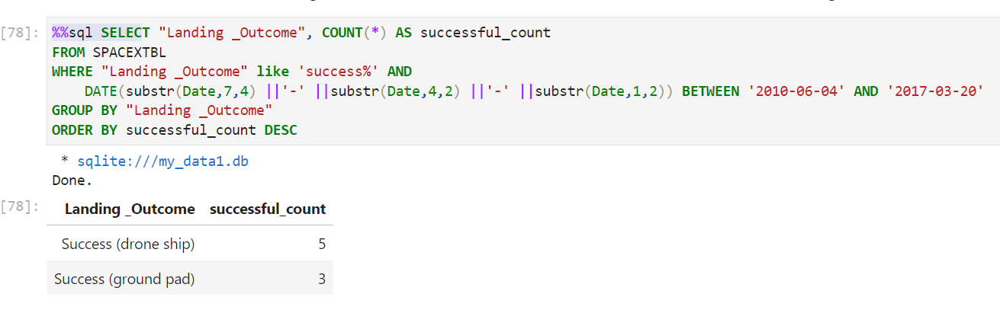 [78]: %%sql SELECT "Landing _Outcome", COUNT(*) AS successful_count
FROM SPACEXTBL
WHERE "Landing _Outcome" like 'success%' AND
    DATE(substr(Date,7,4) ||'-' ||substr(Date,4,2) ||'-' ||substr(Date,1,2)) BETWEEN '2010-06-04' AND '2017-03-20'
GROUP BY "Landing _Outcome"
ORDER BY successful_count DESC
* sqlite:///my_data1.db
Done.
[78]: Landing _Outcome successful_count
Success (drone ship) 5
Success (ground pad) 3